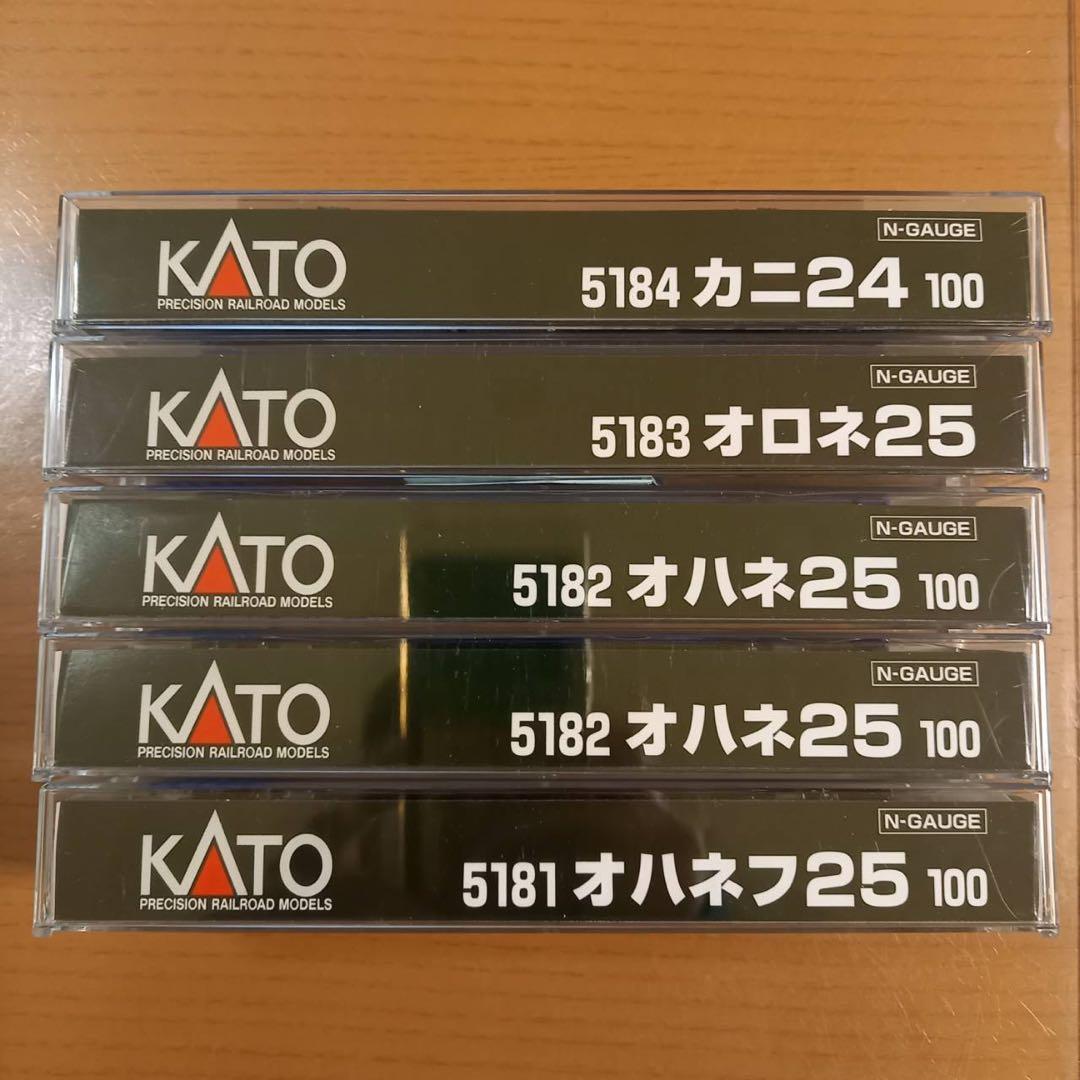 N-GAUGE
KATO
5184 カニ24 100
PRECISION RAILROAD MODELS
N-GAUGE
KATO
5183 オロネ25
PRECISION RAILROAD MODELS
N-GAUGE
KATO
5182 オハネ25 100
PRECISION RAILROAD MODELS
N-GAUGE
KATO
5182 オハネ25 100
PRECISION RAILROAD MODELS
N-GAUGE
KATO
5181 オハネフ25 100
PRECISION RAILROAD MODELS